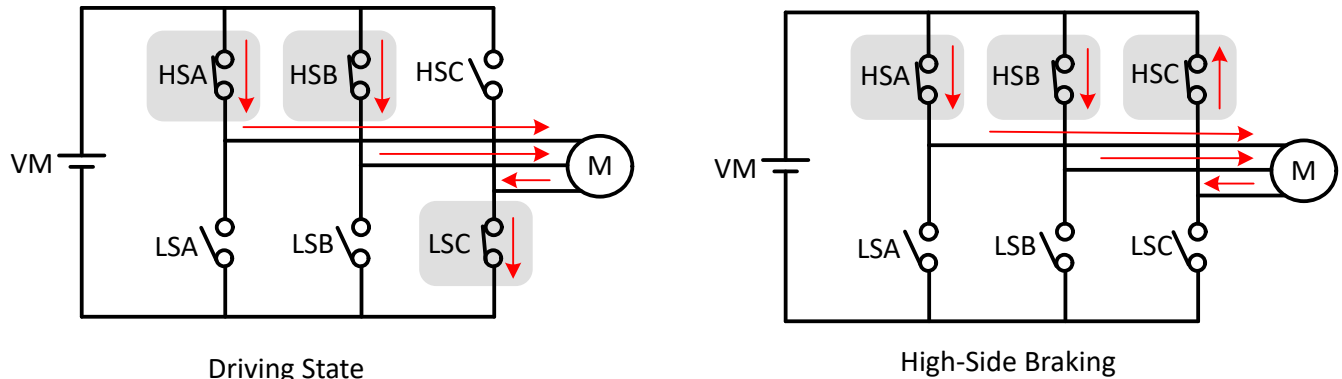 HSA
HSB
HSC
VM
M
LSA
LSB
LSC
Driving State
HSA
HSB
HSC
VM
M
LSA
LSB
LSC
High-Side Braking